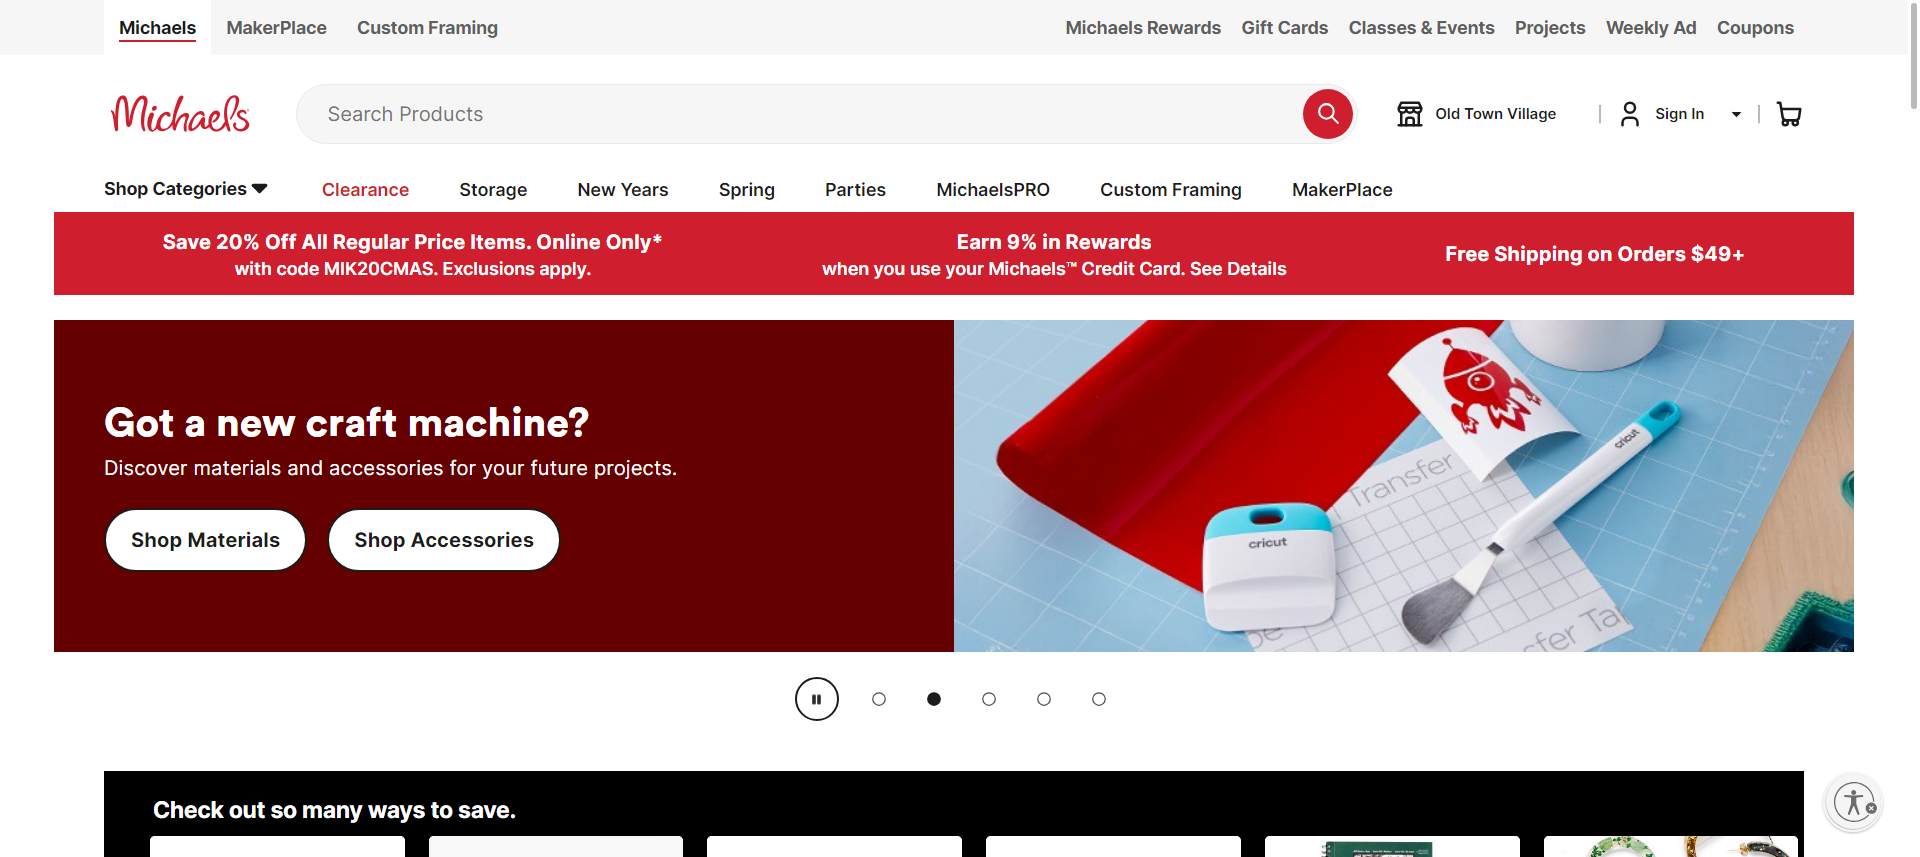 Michaels MakerPlace Custom Framing Michaels Rewards Gift Cards Classes & Events Projects Weekly Ad Coupons
Michaels Search Products Old Town Village Sign In
Shop Categories Clearance Storage New Years Spring Parties MichaelsPRO Custom Framing MakerPlace
Save 20% Off All Regular Price Items. Online Only*
with code MIK20CMAS. Exclusions apply.
Earn 9% in Rewards
when you use your Michaels™ Credit Card. See Details
Free Shipping on Orders $49+
Got a new craft machine?
Discover materials and accessories for your future projects.
Shop Materials Shop Accessories
Transfer
cricut
cricut
sfer Ta
Check out so many ways to save.